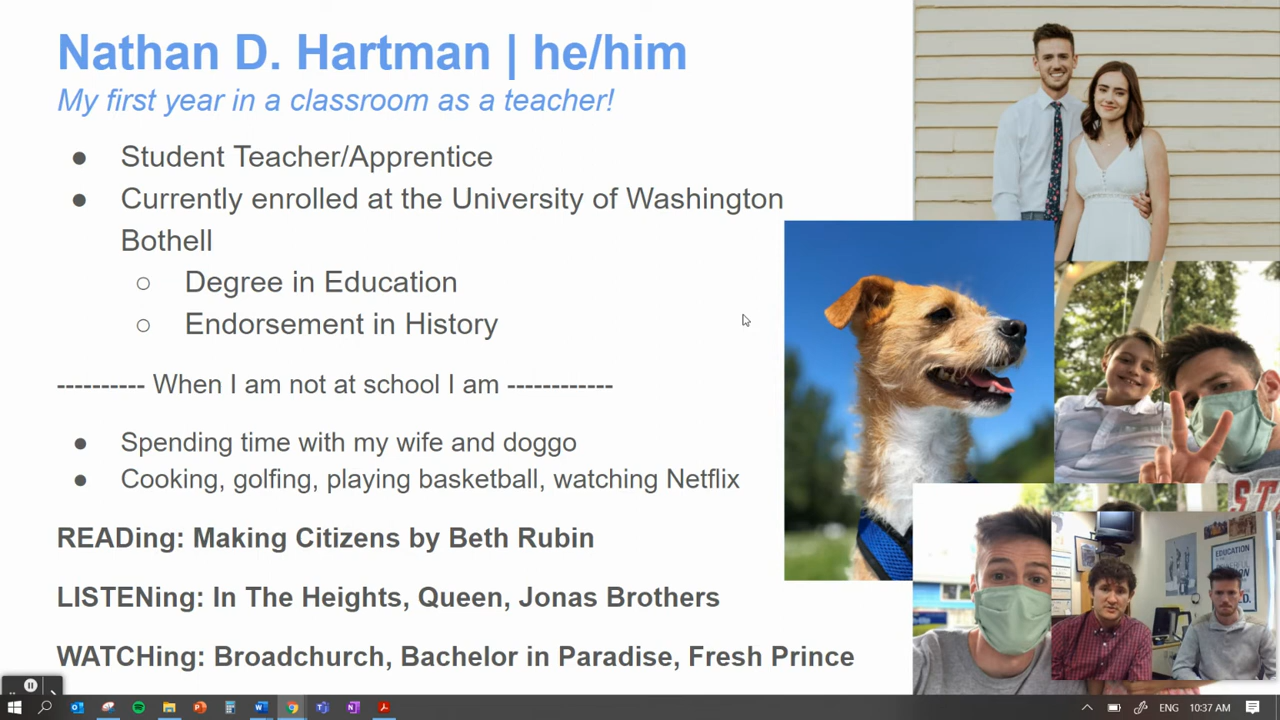 Nathan D. Hartman | he/him
My first year in a classroom as a teacher!
● Student Teacher/Apprentice
● Currently enrolled at the University of Washington
Bothell
○ Degree in Education
○ Endorsement in History
---------- When I am not at school I am ------------
● Spending time with my wife and doggo
● Cooking, golfing, playing basketball, watching Netflix
READing: Making Citizens by Beth Rubin
LISTENing: In The Heights, Queen, Jonas Brothers
WATCHing: Broadchurch, Bachelor in Paradise, Fresh Prince
EDUCATION
ENG 10:37 AM